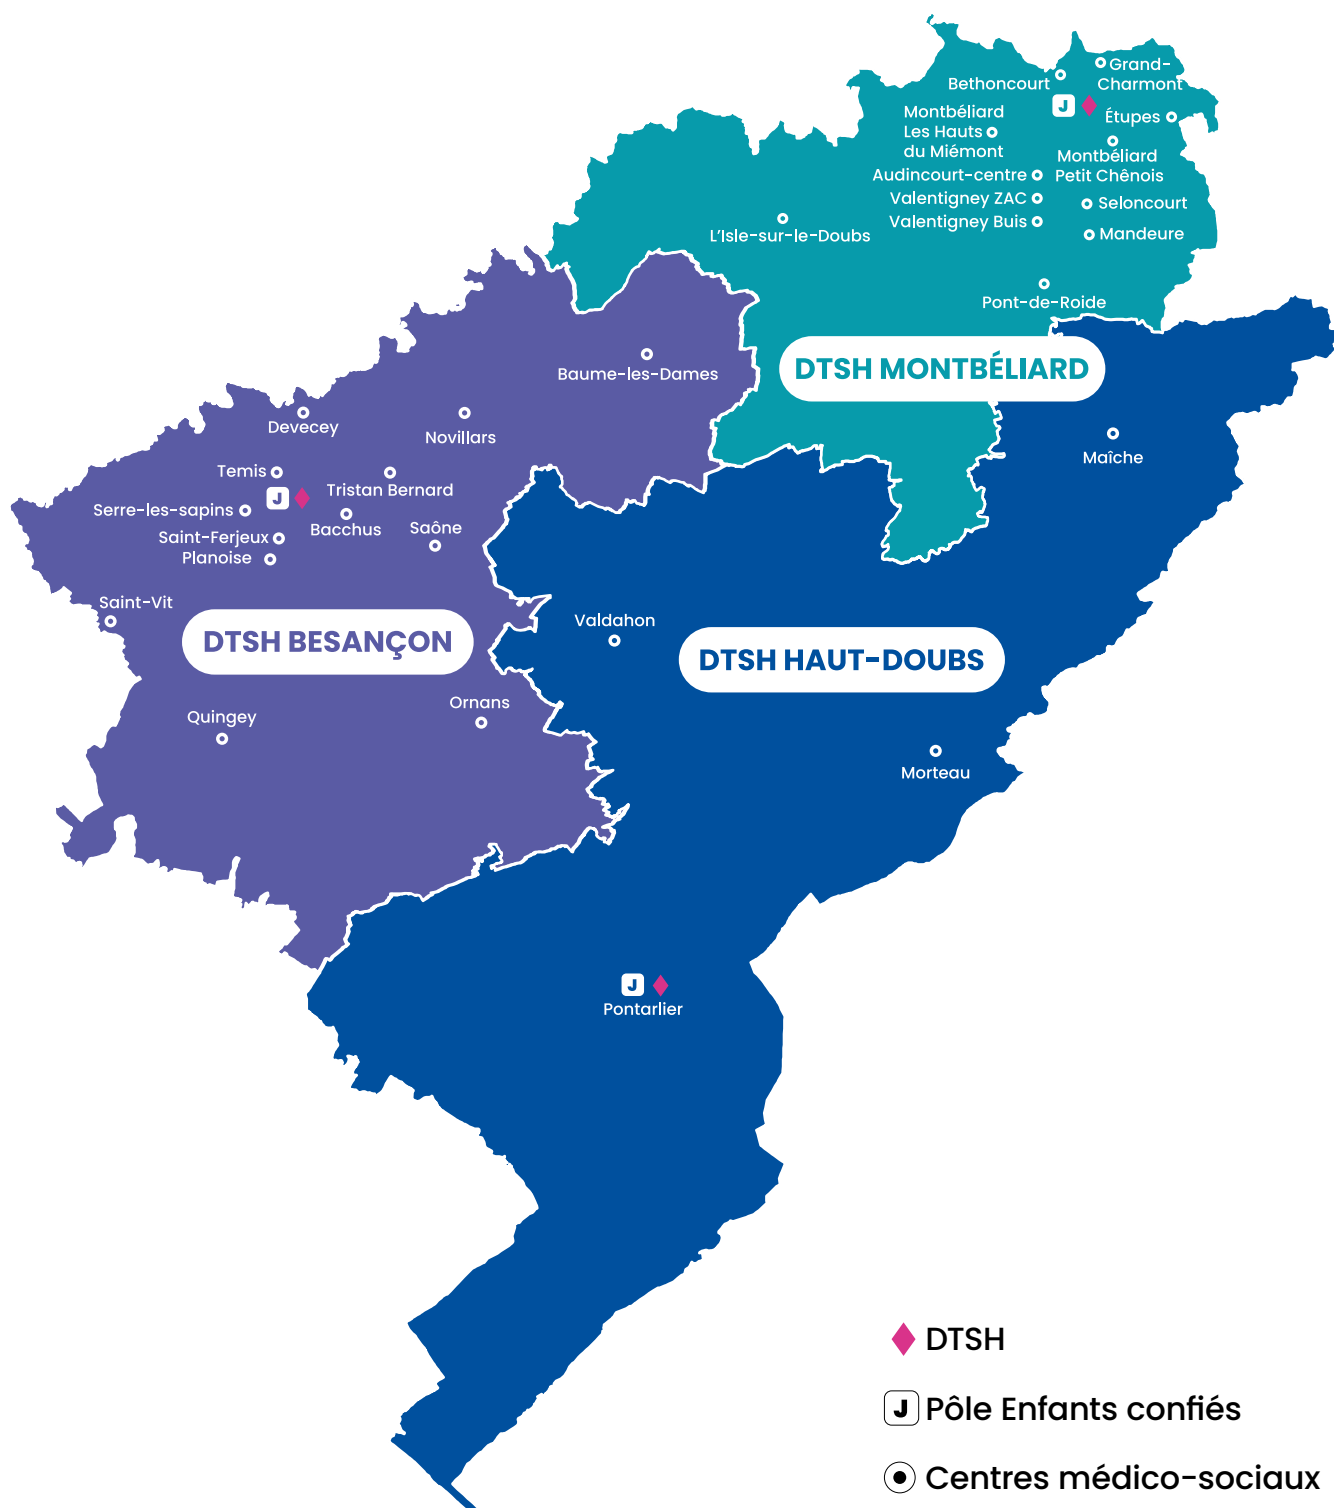 Grand-
Charmont
Bethoncourt
J
Étupes
Montbéliard
Les Hauts
du Miémont
Montbéliard
Petit Chênois
Audincourt-centre
Valentigney ZAC
Seloncourt
Valentigney Buis
Mandeure
L'Isle-sur-le-Doubs
Pont-de-Roide
DTSH MONTBÉLIARD
Baume-les-Dames
Devecey
Novillars
Maîche
Temis
Tristan Bernard
J
Serre-les-sapins
Bacchus
Saône
Saint-Ferjeux
Planoise
Saint-Vit
DTSH BESANÇON
Valdahon
DTSH HAUT-DOUBS
Ornans
Quingey
Morteau
J
Pontarlier
DTSH
J Pôle Enfants confiés
Centres médico-sociaux